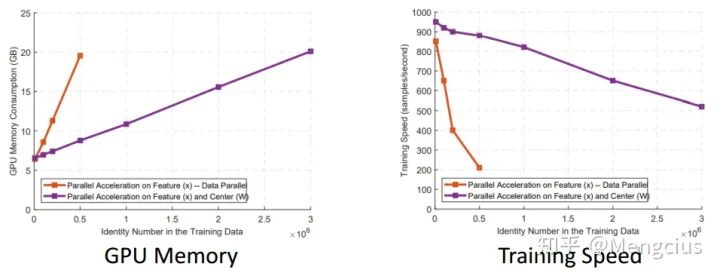 25
20
15
10
5
0
GPU Memory Consumption (GB)
Parallel Acceleration on Feature (x) -- Data Parallel
Parallel Acceleration on Feature (x) and Center (W)
0 0.5 1 1.5 2 2.5 3
Identity Number in the Training Data
×10⁶
GPU Memory
1000
900
800
700
600
500
400
300
200
100
0
Training Speed (samples/second)
Parallel Acceleration on Feature (x) -- Data Parallel
Parallel Acceleration on Feature (x) and Center (W)
0 0.5 1 1.5 2 2.5 3
Identity Number in the Training Data
×10⁶
Training Speed
知乎 @Mengcius